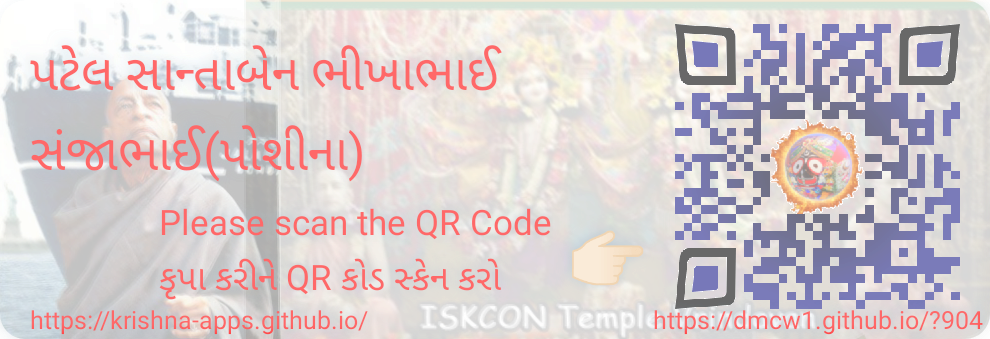 પટેલ સાન્તાબેન ભીખાભાઈ
સંજાભાઈ(પોશીના)
Please scan the QR Code
કૃપા કરીને QR કોડ સ્કેન કરો
https://krishna-apps.github.io/
ISKCON Temple
https://dmcw1.github.io/?904